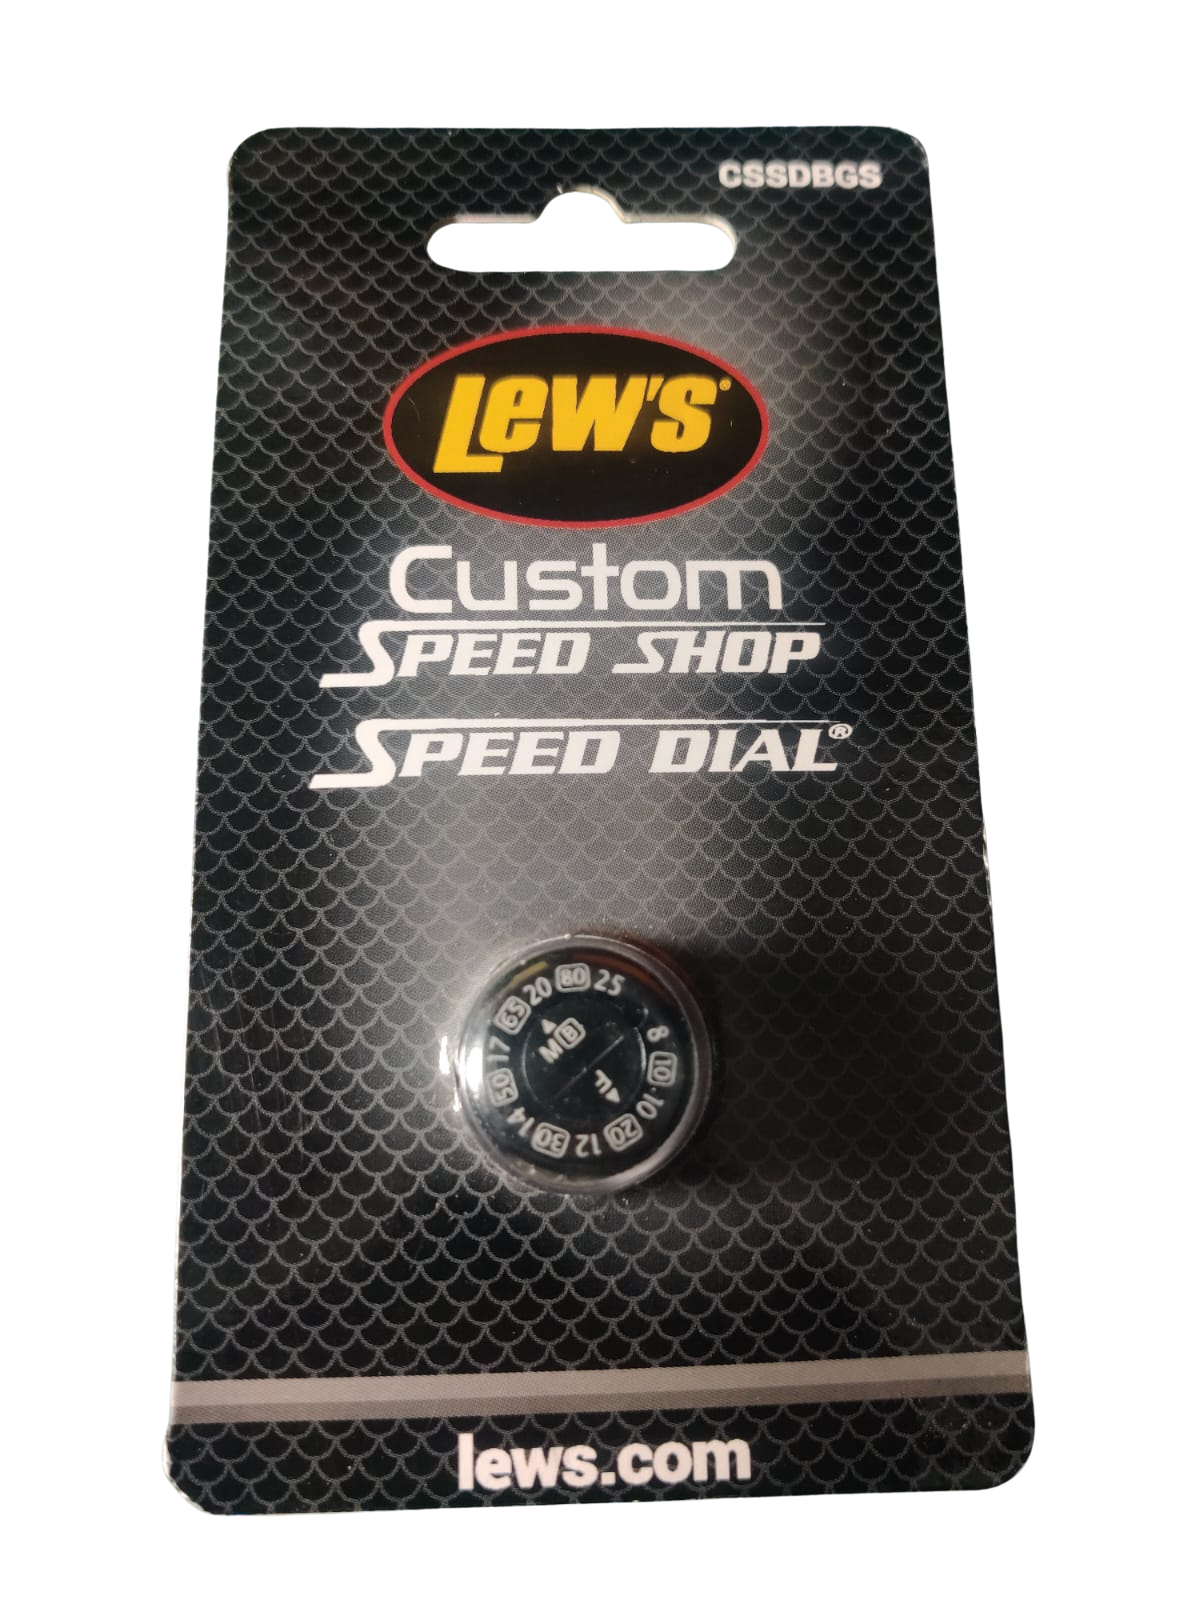 CSSDBGS
Lew's®
Custom
SPEED SHOP
SPEED DIAL®
8 10 10 20 12 30 14 50 17 65 20 80 25
M B
F
lews.com